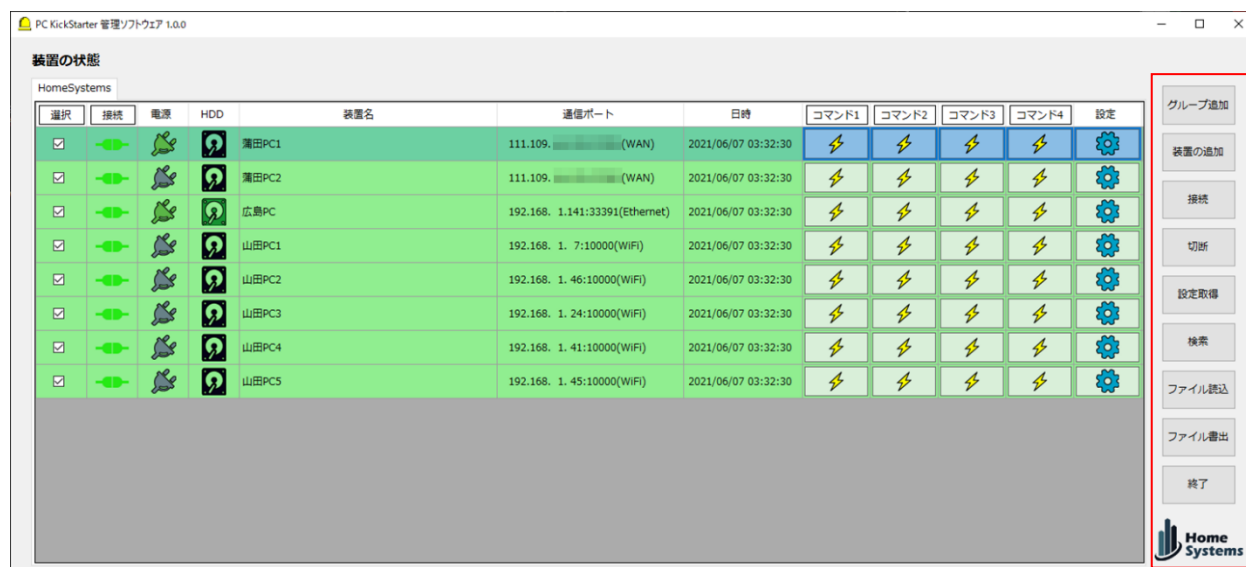 PC KickStarter 管理ソフトウェア 1.0.0
装置の状態
HomeSystems
選択 接続 電源 HDD 装置名 通信ポート 日時 コマンド1 コマンド2 コマンド3 コマンド4 設定
蒲田PC1 111.109. (WAN) 2021/06/07 03:32:30
蒲田PC2 111.109. (WAN) 2021/06/07 03:32:30
広島PC 192.168. 1.141:33391(Ethernet) 2021/06/07 03:32:30
山田PC1 192.168. 1. 7:10000(WiFi) 2021/06/07 03:32:30
山田PC2 192.168. 1. 46:10000(WiFi) 2021/06/07 03:32:30
山田PC3 192.168. 1. 24:10000(WiFi) 2021/06/07 03:32:30
山田PC4 192.168. 1. 41:10000(WiFi) 2021/06/07 03:32:30
山田PC5 192.168. 1. 45:10000(WiFi) 2021/06/07 03:32:30
グループ追加
装置の追加
接続
切断
設定取得
検索
ファイル読込
ファイル書出
終了
Home
Systems